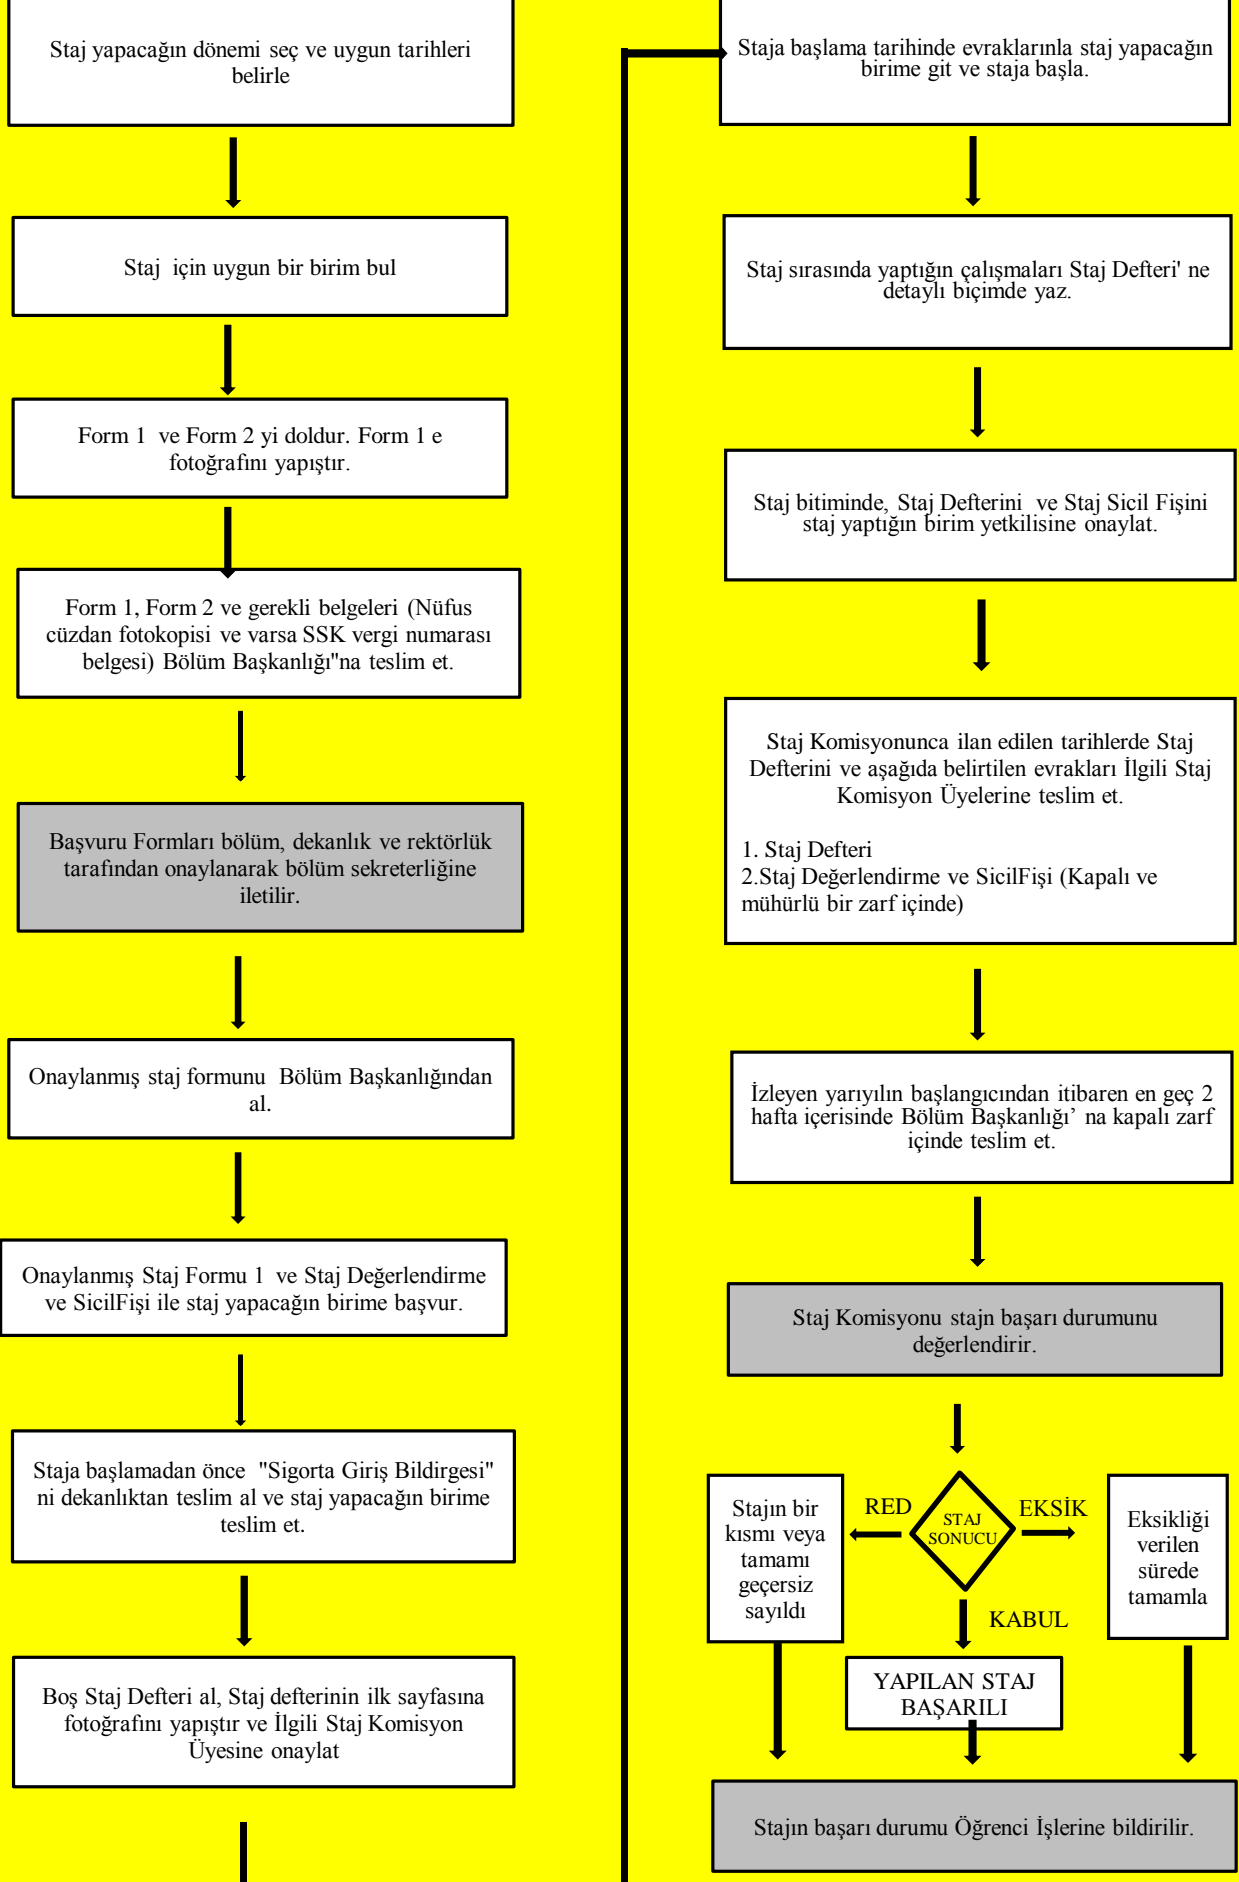 Staj yapacağın dönemi seç ve uygun tarihleri
belirle
Staj için uygun bir birim bul
Form 1 ve Form 2 yi doldur. Form 1 e
fotoğrafını yapıştır.
Form 1, Form 2 ve gerekli belgeleri (Nüfus
cüzdan fotokopisi ve varsa SSK vergi numarası
belgesi) Bölüm Başkanlığı"na teslim et.
Başvuru Formları bölüm, dekanlık ve rektörlük
tarafından onaylanarak bölüm sekreterliğine
iletilir.
Onaylanmış staj formunu Bölüm Başkanlığından
al.
Onaylanmış Staj Formu 1 ve Staj Değerlendirme
ve SicilFişi ile staj yapacağın birime başvur.
Staja başlamadan önce "Sigorta Giriş Bildirgesi"
ni dekanlıktan teslim al ve staj yapacağın birime
teslim et.
Boş Staj Defteri al, Staj defterinin ilk sayfasına
fotoğrafını yapıştır ve İlgili Staj Komisyon
Üyesine onaylat
Staja başlama tarihinde evraklarınla staj yapacağın
birime git ve staja başla.
Staj sırasında yaptığın çalışmaları Staj Defteri' ne
detaylı biçimde yaz.
Staj bitiminde, Staj Defterini ve Staj Sicil Fişini
staj yaptığın birim yetkilisine onaylat.
Staj Komisyonunca ilan edilen tarihlerde Staj
Defterini ve aşağıda belirtilen evrakları İlgili Staj
Komisyon Üyelerine teslim et.
1. Staj Defteri
2.Staj Değerlendirme ve SicilFişi (Kapalı ve
mühürlü bir zarf içinde)
İzleyen yarıyılın başlangıcından itibaren en geç 2
hafta içerisinde Bölüm Başkanlığı’ na kapalı zarf
içinde teslim et.
Staj Komisyonu stajn başarı durumunu
değerlendirir.
STAJ
SONUCU
RED
EKSİK
KABUL
Stajın bir
kısmı veya
tamamı
geçersiz
sayıldı
Eksikliği
verilen
sürede
tamamla
YAPILAN STAJ
BAŞARILI
Stajın başarı durumu Öğrenci İşlerine bildirilir.